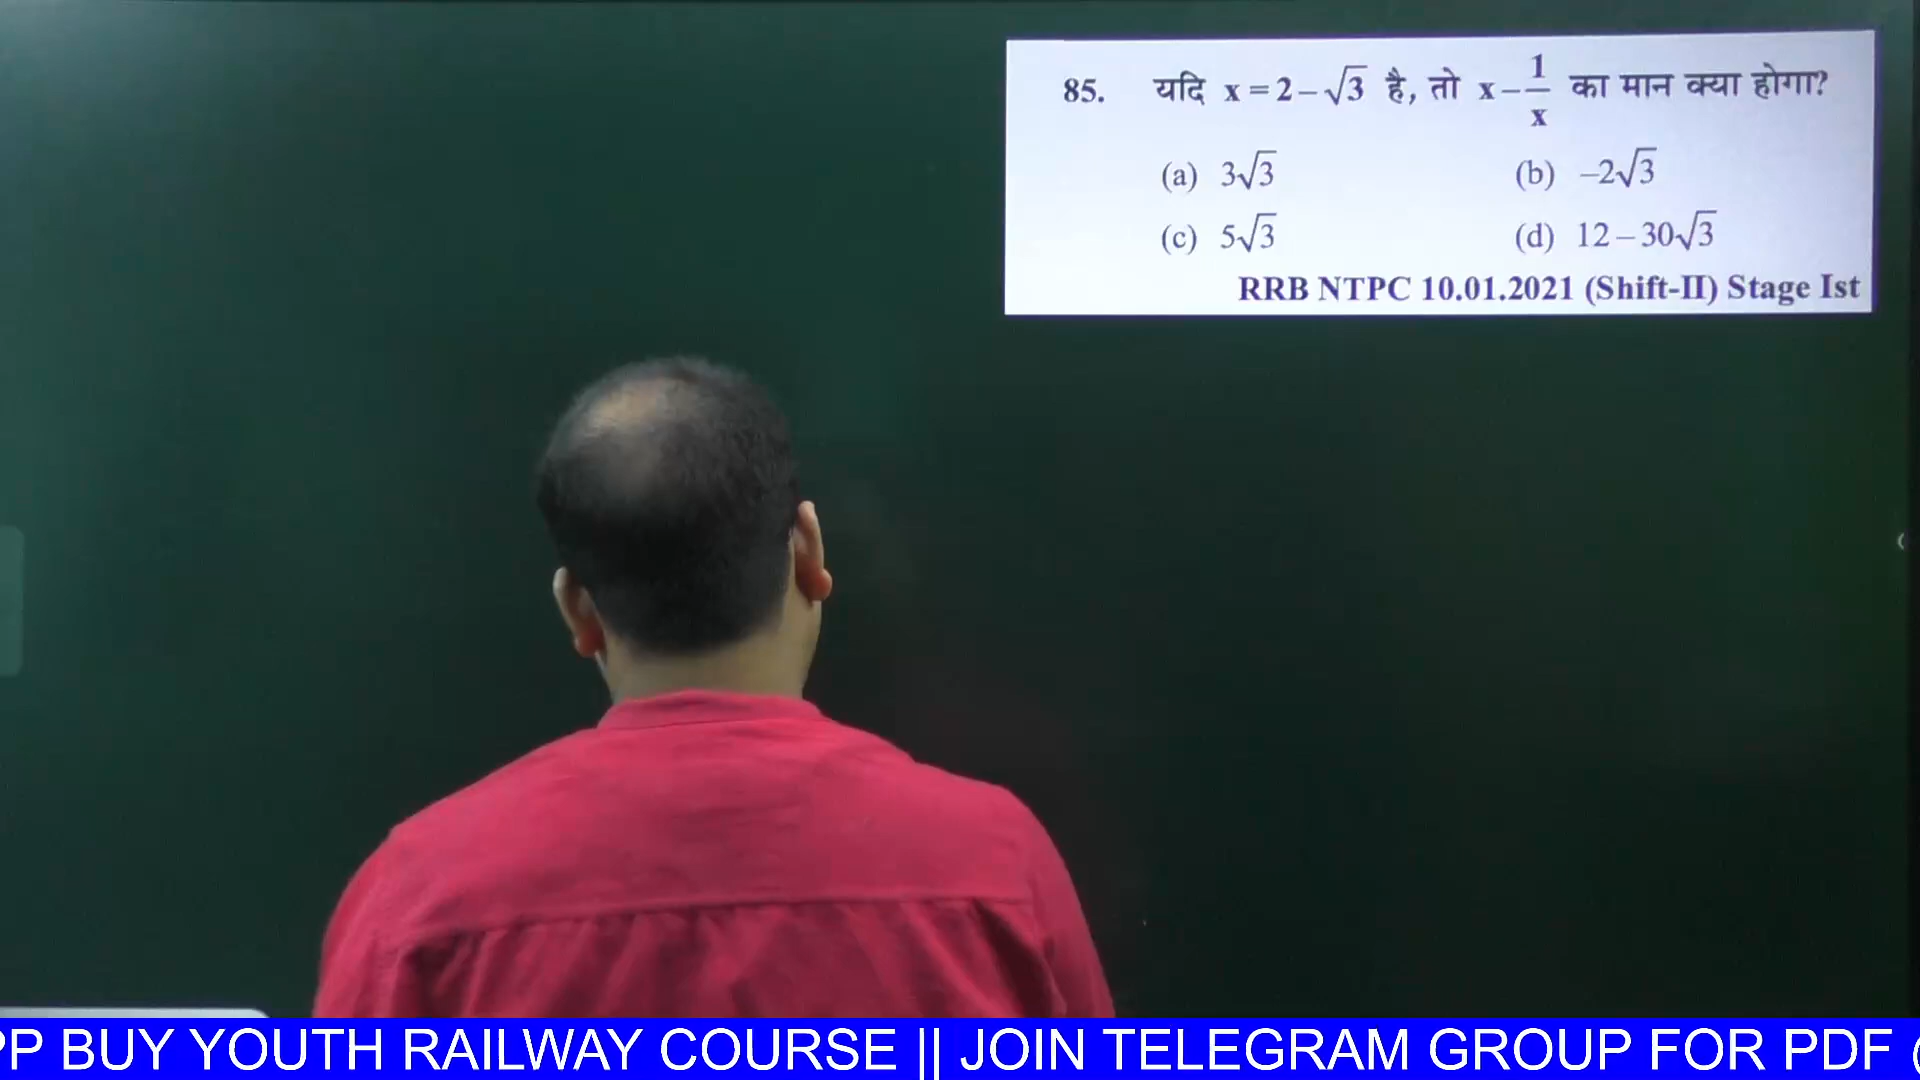 85. यदि x = 2 – √3 है, तो x – 1/x का मान क्या होगा?
(a) 3√3 (b) –2√3
(c) 5√3 (d) 12 – 30√3
RRB NTPC 10.01.2021 (Shift-II) Stage Ist
PP BUY YOUTH RAILWAY COURSE || JOIN TELEGRAM GROUP FOR PDF